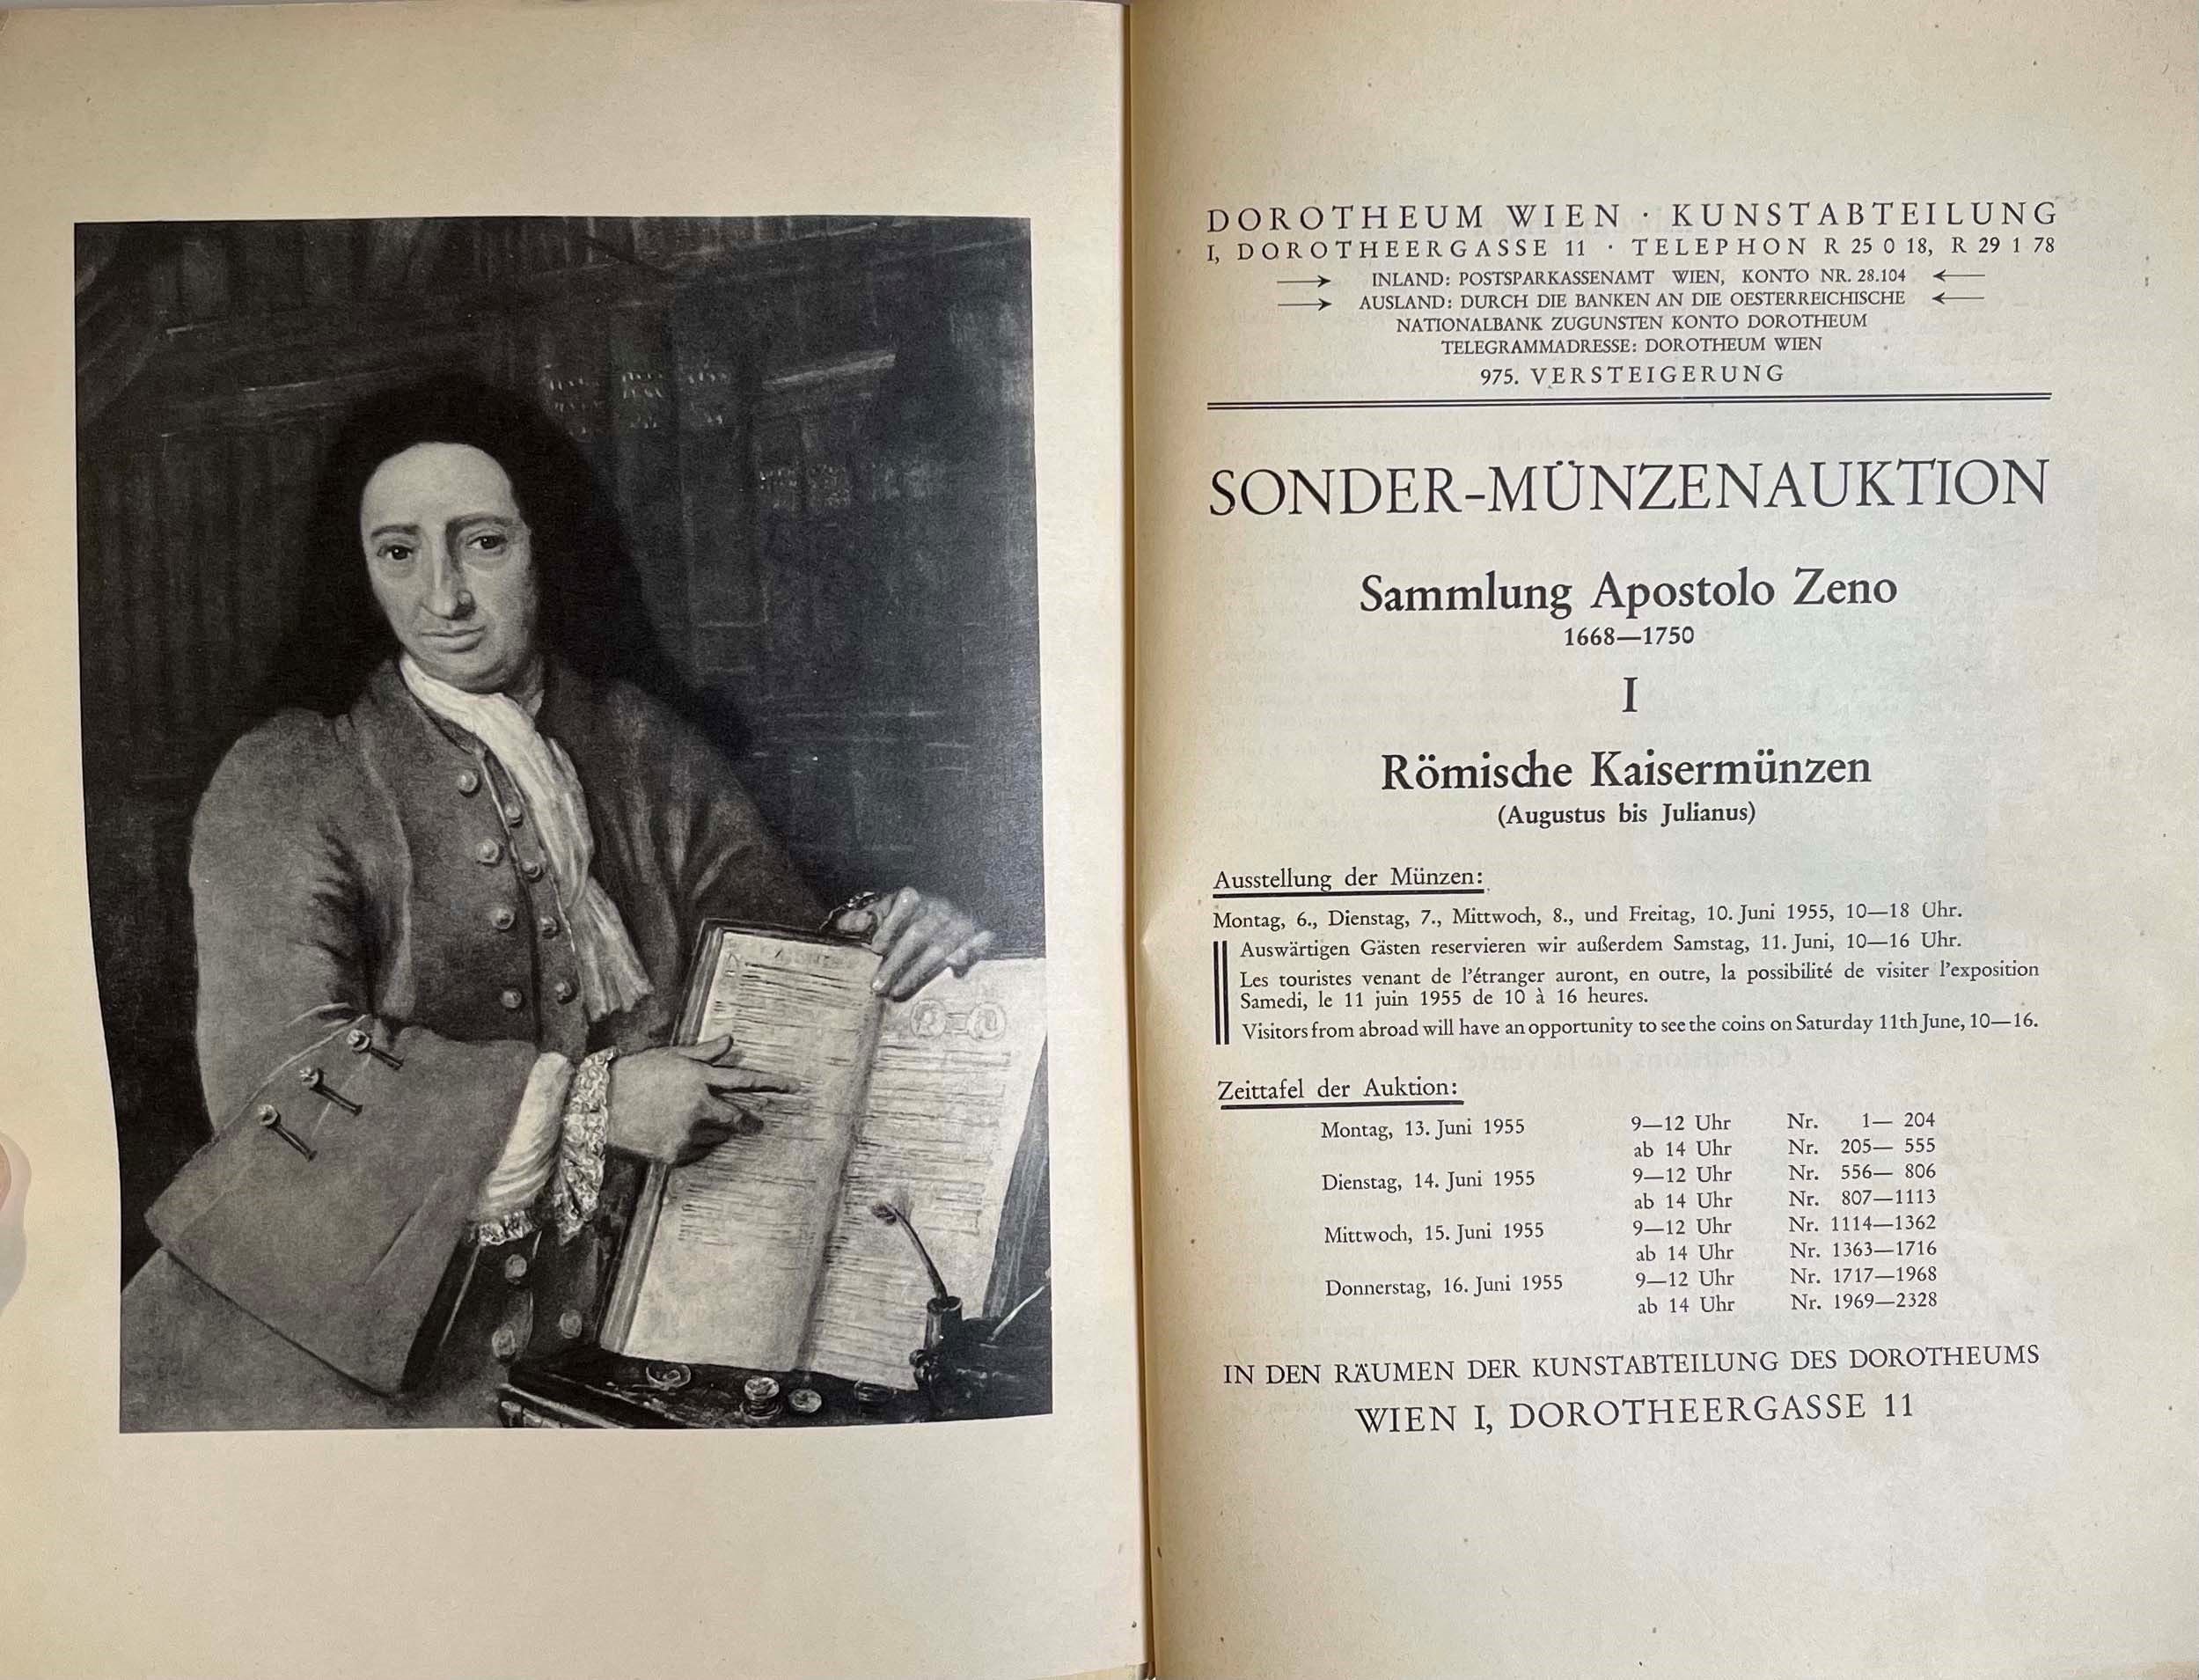 DOROTHEUM WIEN · KUNSTABTEILUNG
I, DOROTHEERGASSE 11 · TELEPHON R 25 0 18, R 29 1 78
→ INLAND: POSTSPARKASSENAMT WIEN, KONTO NR. 28.104 ←
→ AUSLAND: DURCH DIE BANKEN AN DIE OESTERREICHISCHE ←
NATIONALBANK ZUGUNSTEN KONTO DOROTHEUM
TELEGRAMMADRESSE: DOROTHEUM WIEN
975. VERSTEIGERUNG
SONDER-MÜNZENAUKTION
Sammlung Apostolo Zeno
1668—1750
I
Römische Kaisermünzen
(Augustus bis Julianus)
Ausstellung der Münzen:
Montag, 6., Dienstag, 7., Mittwoch, 8., und Freitag, 10. Juni 1955, 10—18 Uhr.
Auswärtigen Gästen reservieren wir außerdem Samstag, 11. Juni, 10—16 Uhr.
Les touristes venant de l'étranger auront, en outre, la possibilité de visiter l'exposition
Samedi, le 11 juin 1955 de 10 à 16 heures.
Visitors from abroad will have an opportunity to see the coins on Saturday 11th June, 10—16.
Zeittafel der Auktion:
Montag, 13. Juni 1955 9—12 Uhr Nr. 1— 204
ab 14 Uhr Nr. 205— 555
Dienstag, 14. Juni 1955 9—12 Uhr Nr. 556— 806
ab 14 Uhr Nr. 807—1113
Mittwoch, 15. Juni 1955 9—12 Uhr Nr. 1114—1362
ab 14 Uhr Nr. 1363—1716
Donnerstag, 16. Juni 1955 9—12 Uhr Nr. 1717—1968
ab 14 Uhr Nr. 1969—2328
IN DEN RÄUMEN DER KUNSTABTEILUNG DES DOROTHEUMS
WIEN I, DOROTHEERGASSE 11